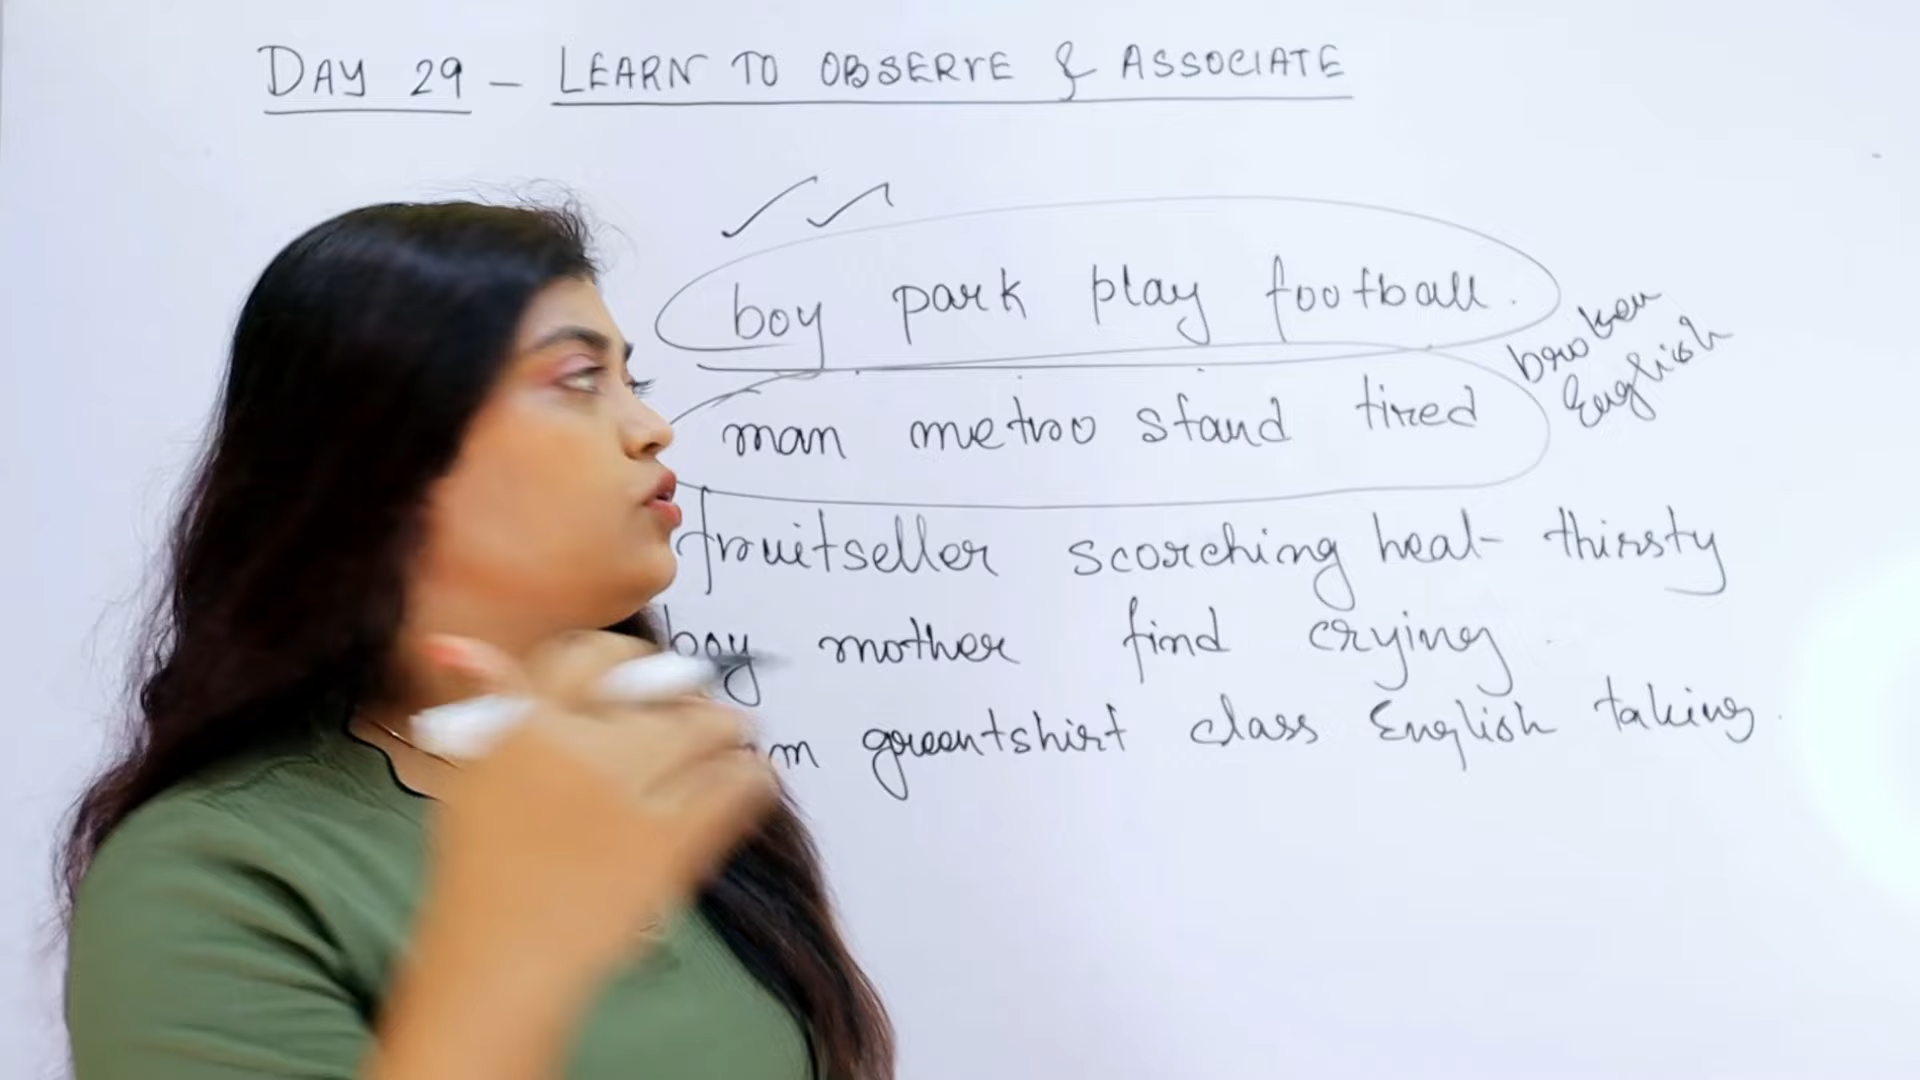 DAY 29 - LEARN TO OBSERVE & ASSOCIATE
boy park play football.
broken
English
man metro stand tired
fruitseller scorching heat thirsty
boy mother find crying
greentshirt class English taking